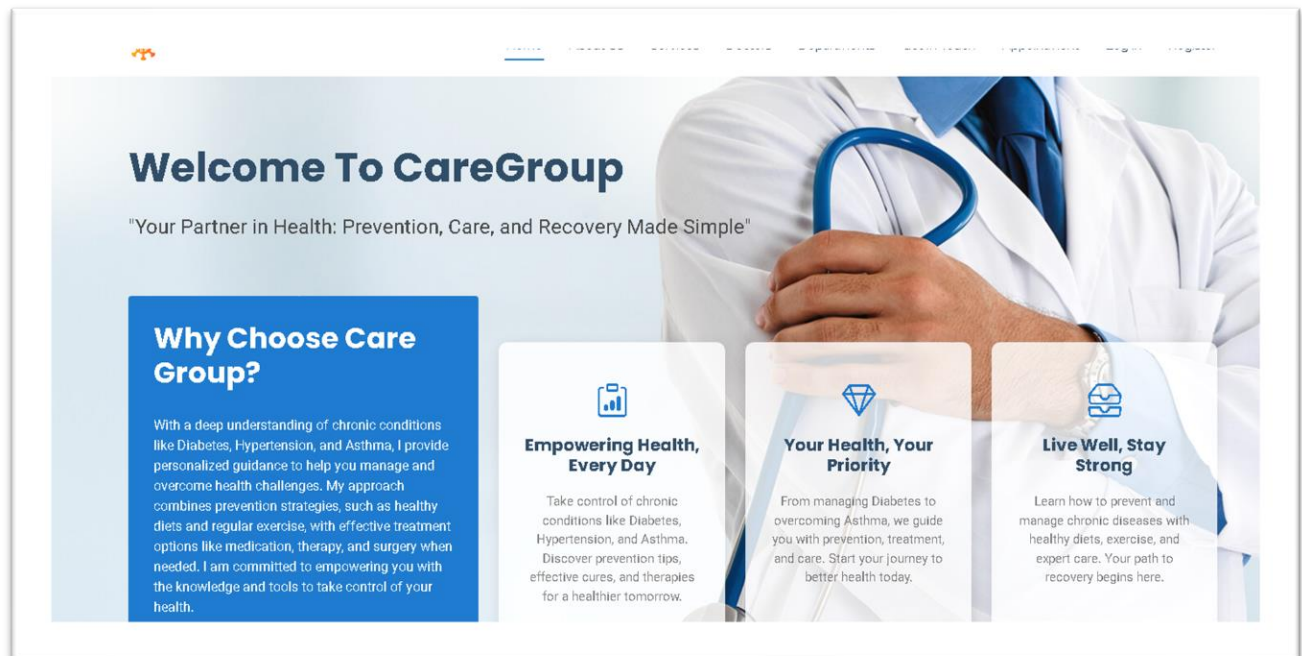 Welcome To CareGroup
"Your Partner in Health: Prevention, Care, and Recovery Made Simple"
Why Choose Care
Group?
With a deep understanding of chronic conditions
like Diabetes, Hypertension, and Asthma, I provide
personalized guidance to help you manage and
overcome health challenges. My approach
combines prevention strategies, such as healthy
diets and regular exercise, with effective treatment
options like medication, therapy, and surgery when
needed. I am committed to empowering you with
the knowledge and tools to take control of your
health.
Empowering Health,
Every Day
Take control of chronic
conditions like Diabetes,
Hypertension, and Asthma.
Discover prevention tips,
effective cures, and therapies
for a healthier tomorrow.
Your Health, Your
Priority
From managing Diabetes to
overcoming Asthma, we guide
you with prevention, treatment,
and care. Start your journey to
better health today.
Live Well, Stay
Strong
Learn how to prevent and
manage chronic diseases with
healthy diets, exercise, and
expert care. Your path to
recovery begins here.